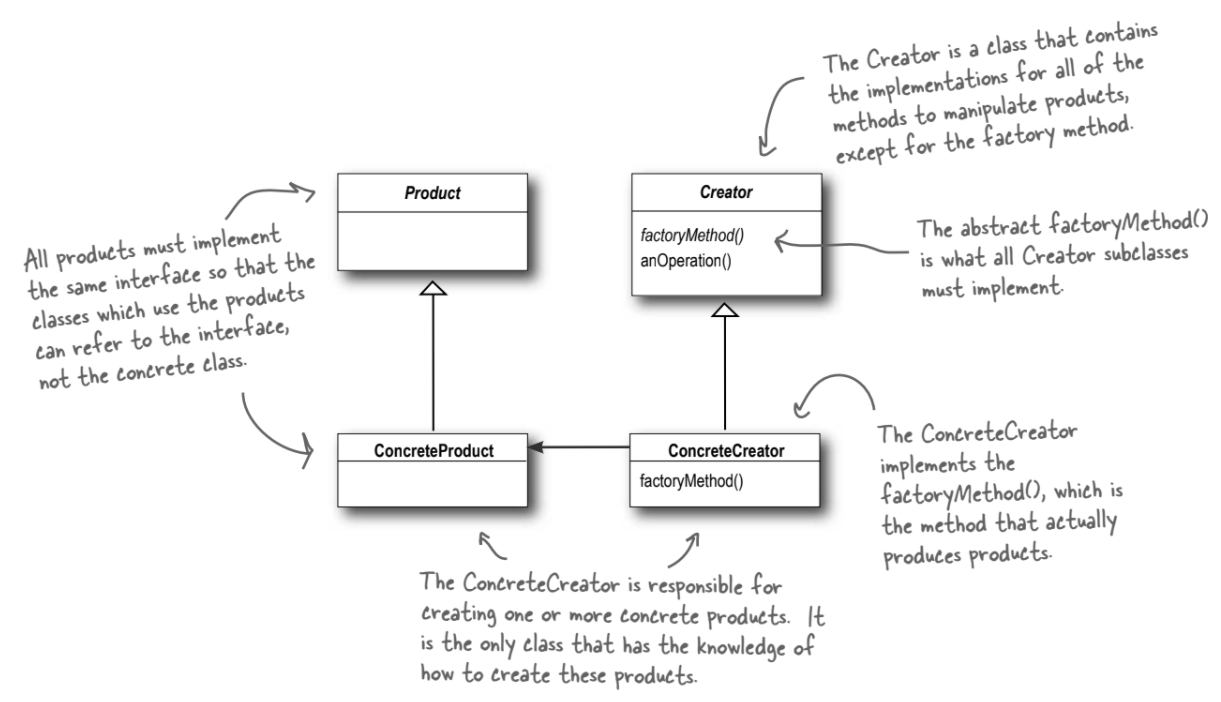 The Creator is a class that contains
the implementations for all of the
methods to manipulate products,
except for the factory method.
Product
Creator
factoryMethod()
anOperation()
All products must implement
the same interface so that the
classes which use the products
can refer to the interface,
not the concrete class.
The abstract factoryMethod()
is what all Creator subclasses
must implement.
ConcreteProduct
ConcreteCreator
factoryMethod()
The ConcreteCreator
implements the
factoryMethod(), which is
the method that actually
produces products.
The ConcreteCreator is responsible for
creating one or more concrete products. It
is the only class that has the knowledge of
how to create these products.